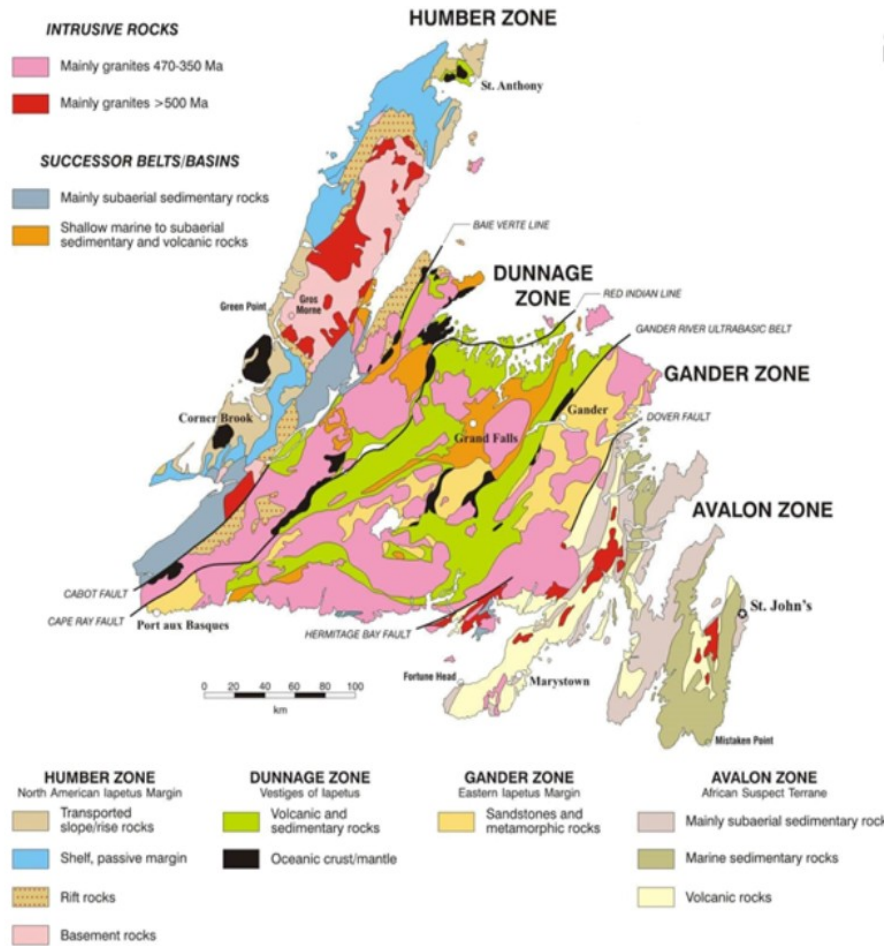 HUMBER ZONE
INTRUSIVE ROCKS
Mainly granites 470-350 Ma
Mainly granites >500 Ma
St. Anthony
SUCCESSOR BELTS/BASINS
Mainly subaerial sedimentary rocks
Shallow marine to subaerial
sedimentary and volcanic rocks
BAIE VERTE LINE
DUNNAGE
ZONE
RED INDIAN LINE
Green Point
Gros
Morne
GANDER RIVER ULTRABASIC BELT
GANDER ZONE
Corner Brook
Gander
DOVER FAULT
Grand Falls
AVALON ZONE
CABOT FAULT
St. John's
CAPE RAY FAULT
Port aux Basques
HERMITAGE BAY FAULT
Fortune Head
Marystown
0 20 40 60 80 100
km
Mistaken Point
HUMBER ZONE
North American Iapetus Margin
Transported
slope/rise rocks
Shelf, passive margin
Rift rocks
Basement rocks
DUNNAGE ZONE
Vestiges of Iapetus
Volcanic and
sedimentary rocks
Oceanic crust/mantle
GANDER ZONE
Eastern Iapetus Margin
Sandstones and
metamorphic rocks
AVALON ZONE
African Suspect Terrane
Mainly subaerial sedimentary rock
Marine sedimentary rocks
Volcanic rocks